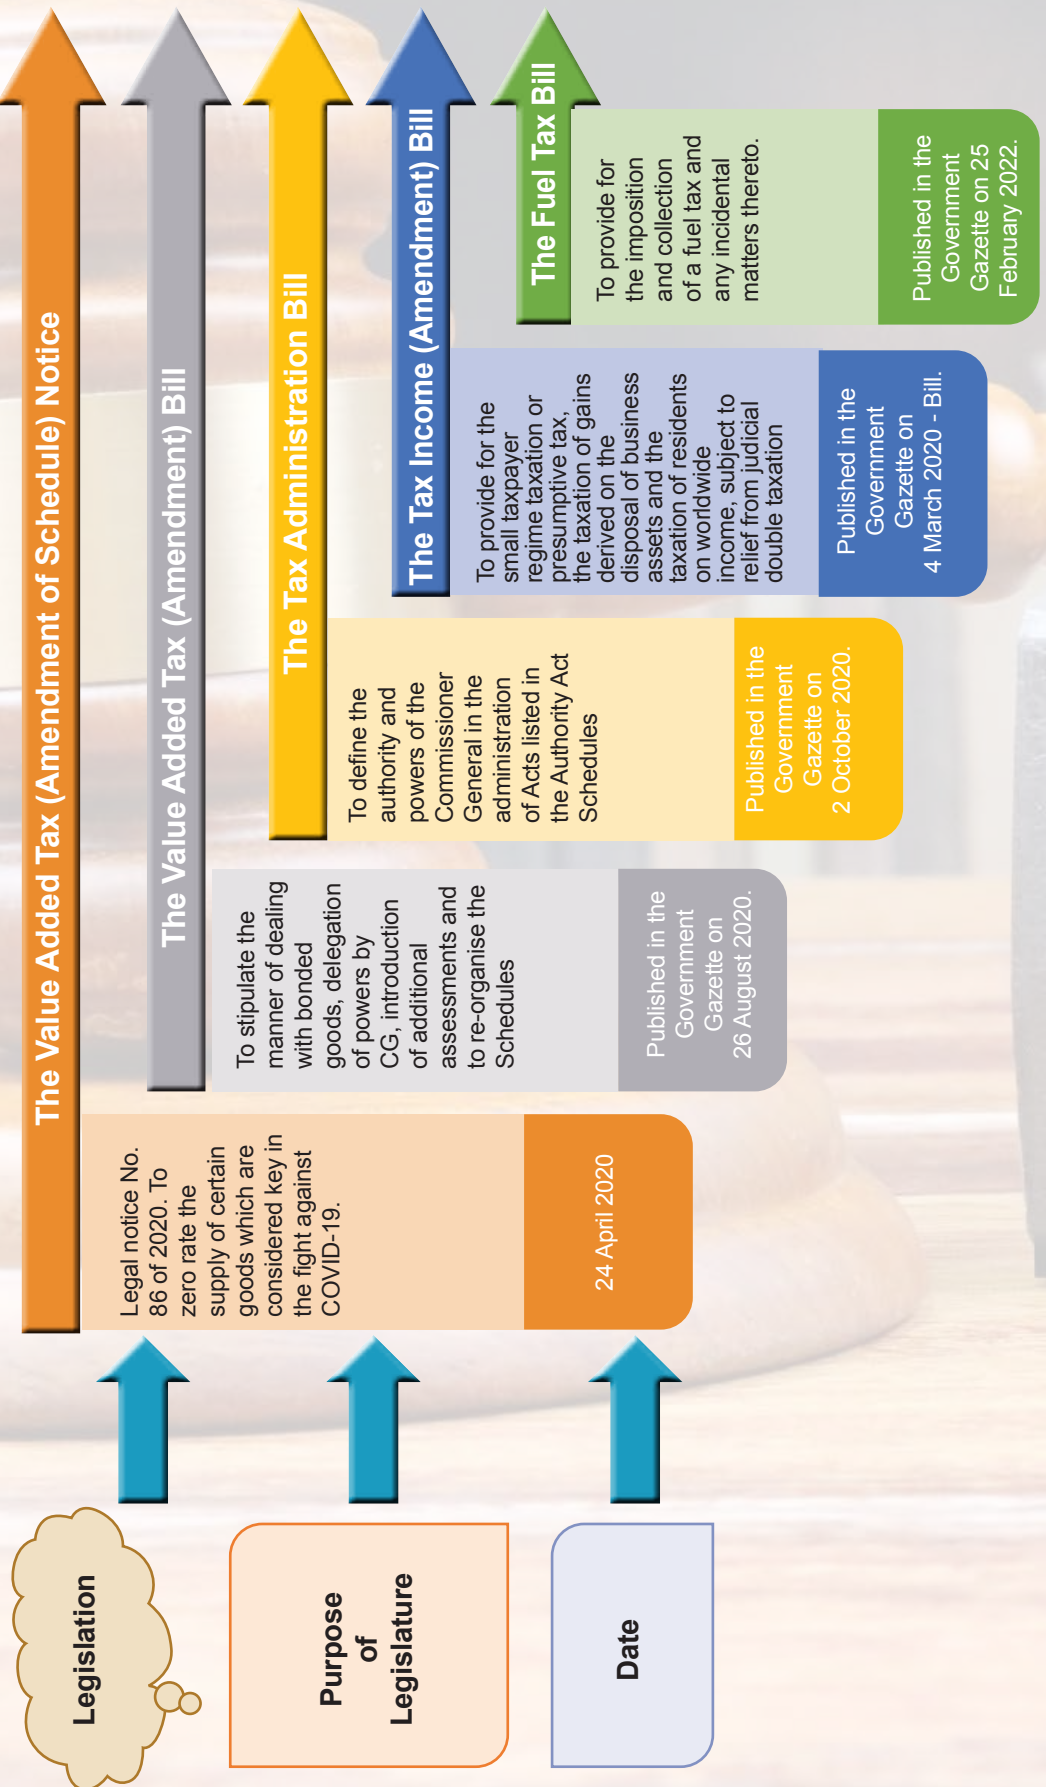 Legislation
Purpose
of
Legislature
Date
The Value Added Tax (Amendment of Schedule) Notice
Legal notice No.
86 of 2020. To
zero rate the
supply of certain
goods which are
considered key in
the fight against
COVID-19.
24 April 2020
The Value Added Tax (Amendment) Bill
To stipulate the
manner of dealing
with bonded
goods, delegation
of powers by
CG, introduction
of additional
assessments and
to re-organise the
Schedules
Published in the
Government
Gazette on
26 August 2020.
The Tax Administration Bill
To define the
authority and
powers of the
Commissioner
General in the
administration
of Acts listed in
the Authority Act
Schedules
Published in the
Government
Gazette on
2 October 2020.
The Tax Income (Amendment) Bill
To provide for the
small taxpayer
regime taxation or
presumptive tax,
the taxation of gains
derived on the
disposal of business
assets and the
taxation of residents
on worldwide
income, subject to
relief from judicial
double taxation
Published in the
Government
Gazette on
4 March 2020 - Bill.
The Fuel Tax Bill
To provide for
the imposition
and collection
of a fuel tax and
any incidental
matters thereto.
Published in the
Government
Gazette on 25
February 2022.